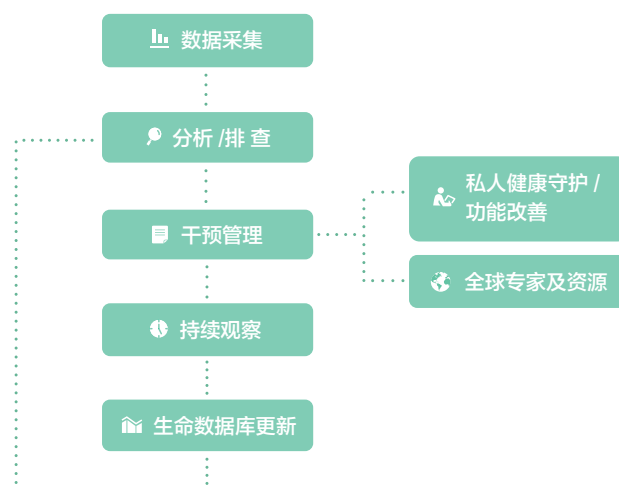 数据采集
分析 /排 查
干预管理
私人健康守护 /
功能改善
全球专家及资源
持续观察
生命数据库更新